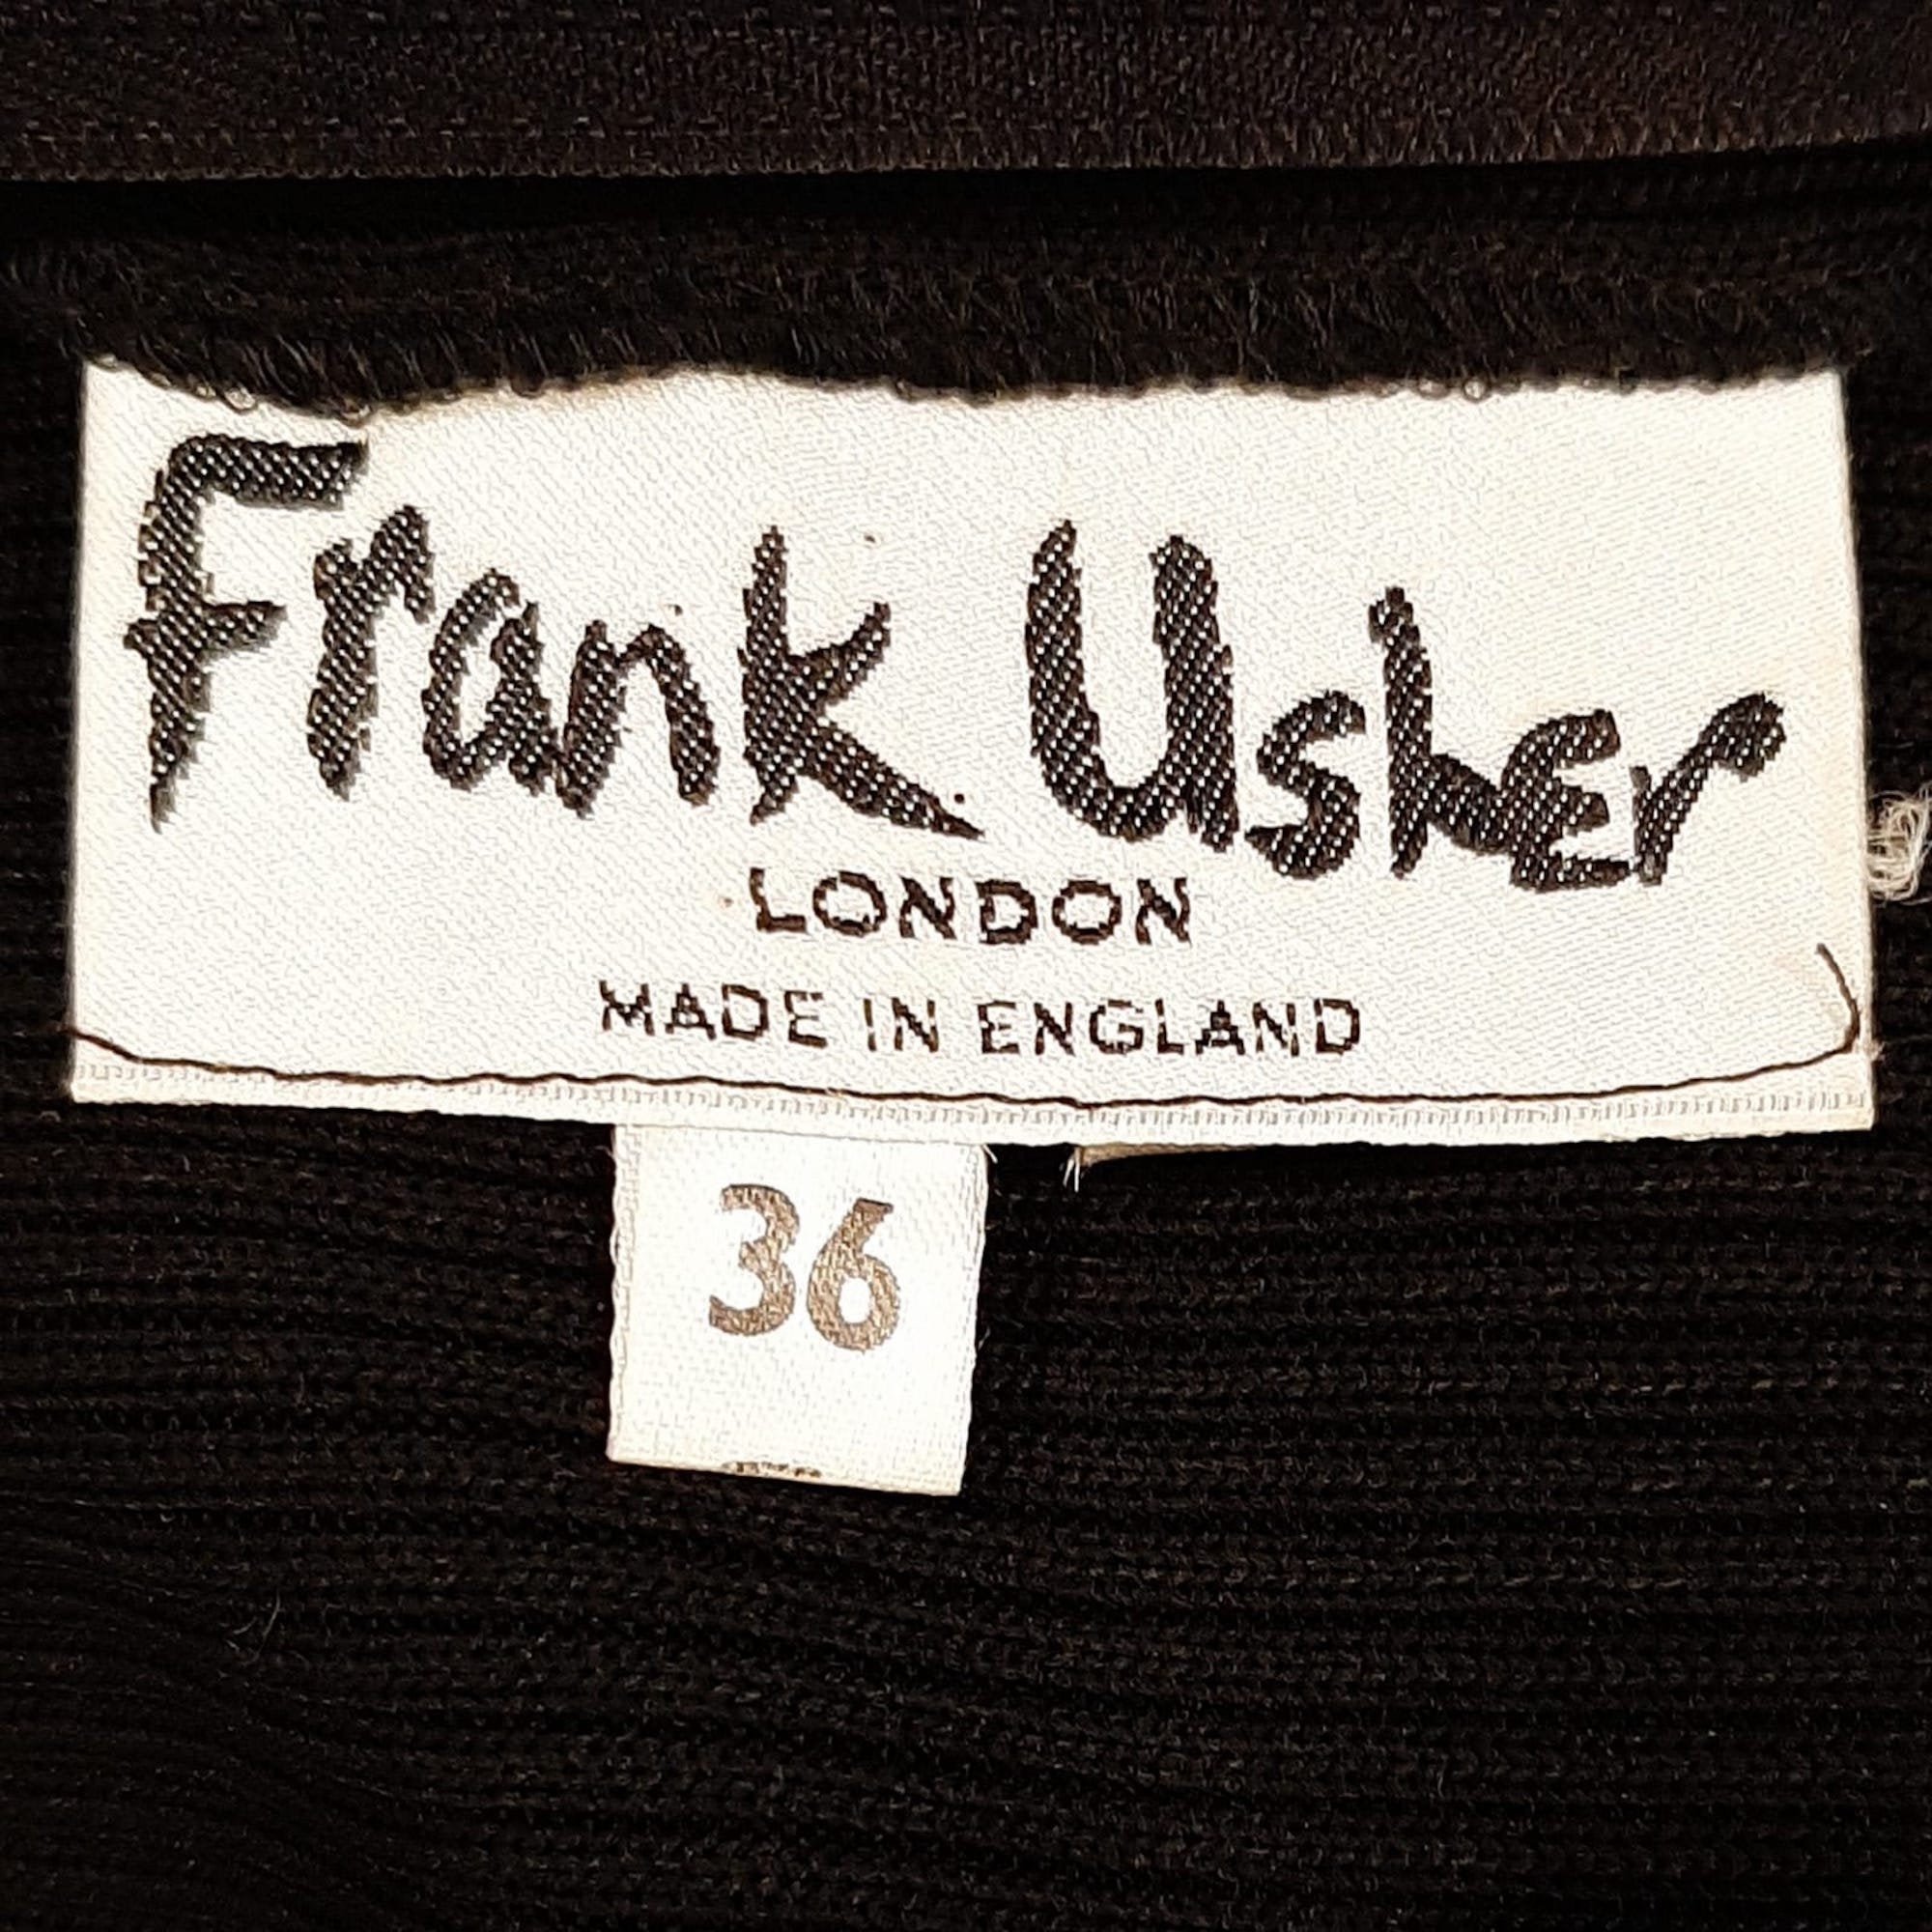 Frank Usher
LONDON
MADE IN ENGLAND
36